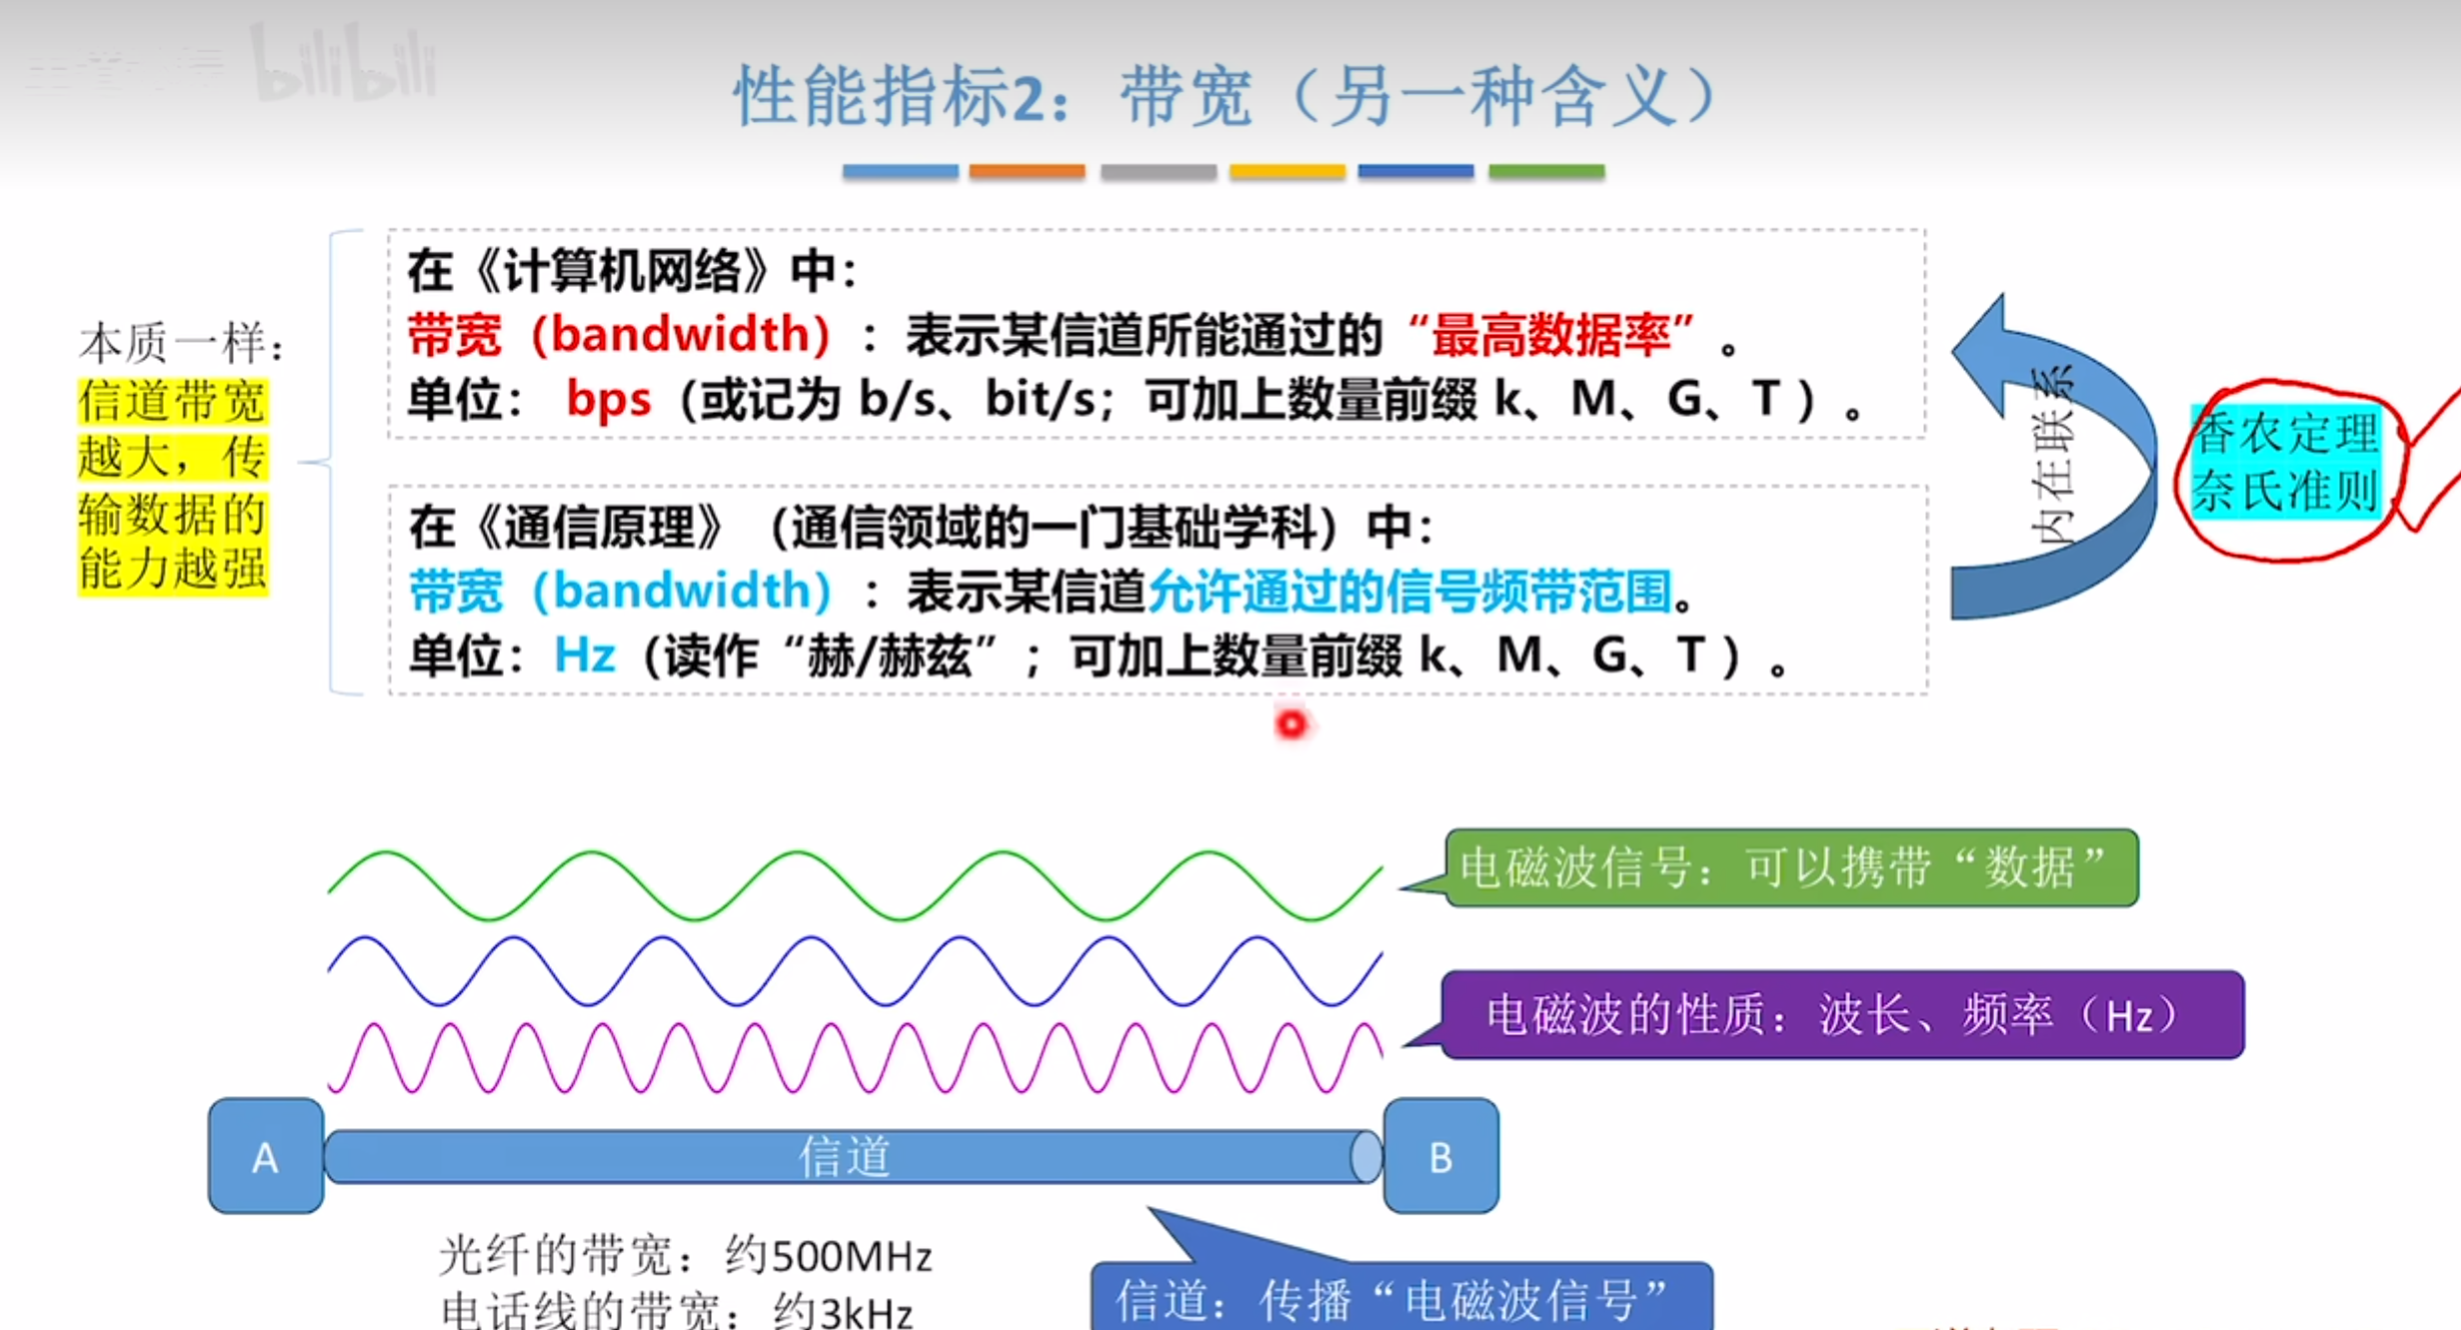 bilibili
性能指标2：带宽（另一种含义）
本质一样：
信道带宽
越大，传
输数据的
能力越强
在《计算机网络》中：
带宽（bandwidth）：表示某信道所能通过的“最高数据率”。
单位： bps（或记为 b/s、bit/s；可加上数量前缀 k、M、G、T ）。
在《通信原理》（通信领域的一门基础学科）中：
带宽（bandwidth）：表示某信道允许通过的信号频带范围。
单位：Hz（读作“赫/赫兹”；可加上数量前缀 k、M、G、T ）。
内在联系
香农定理
奈氏准则
电磁波信号：可以携带“数据”
电磁波的性质：波长、频率（Hz）
A
信道
B
光纤的带宽：约500MHz
电话线的带宽：约3kHz
信道：传播“电磁波信号”